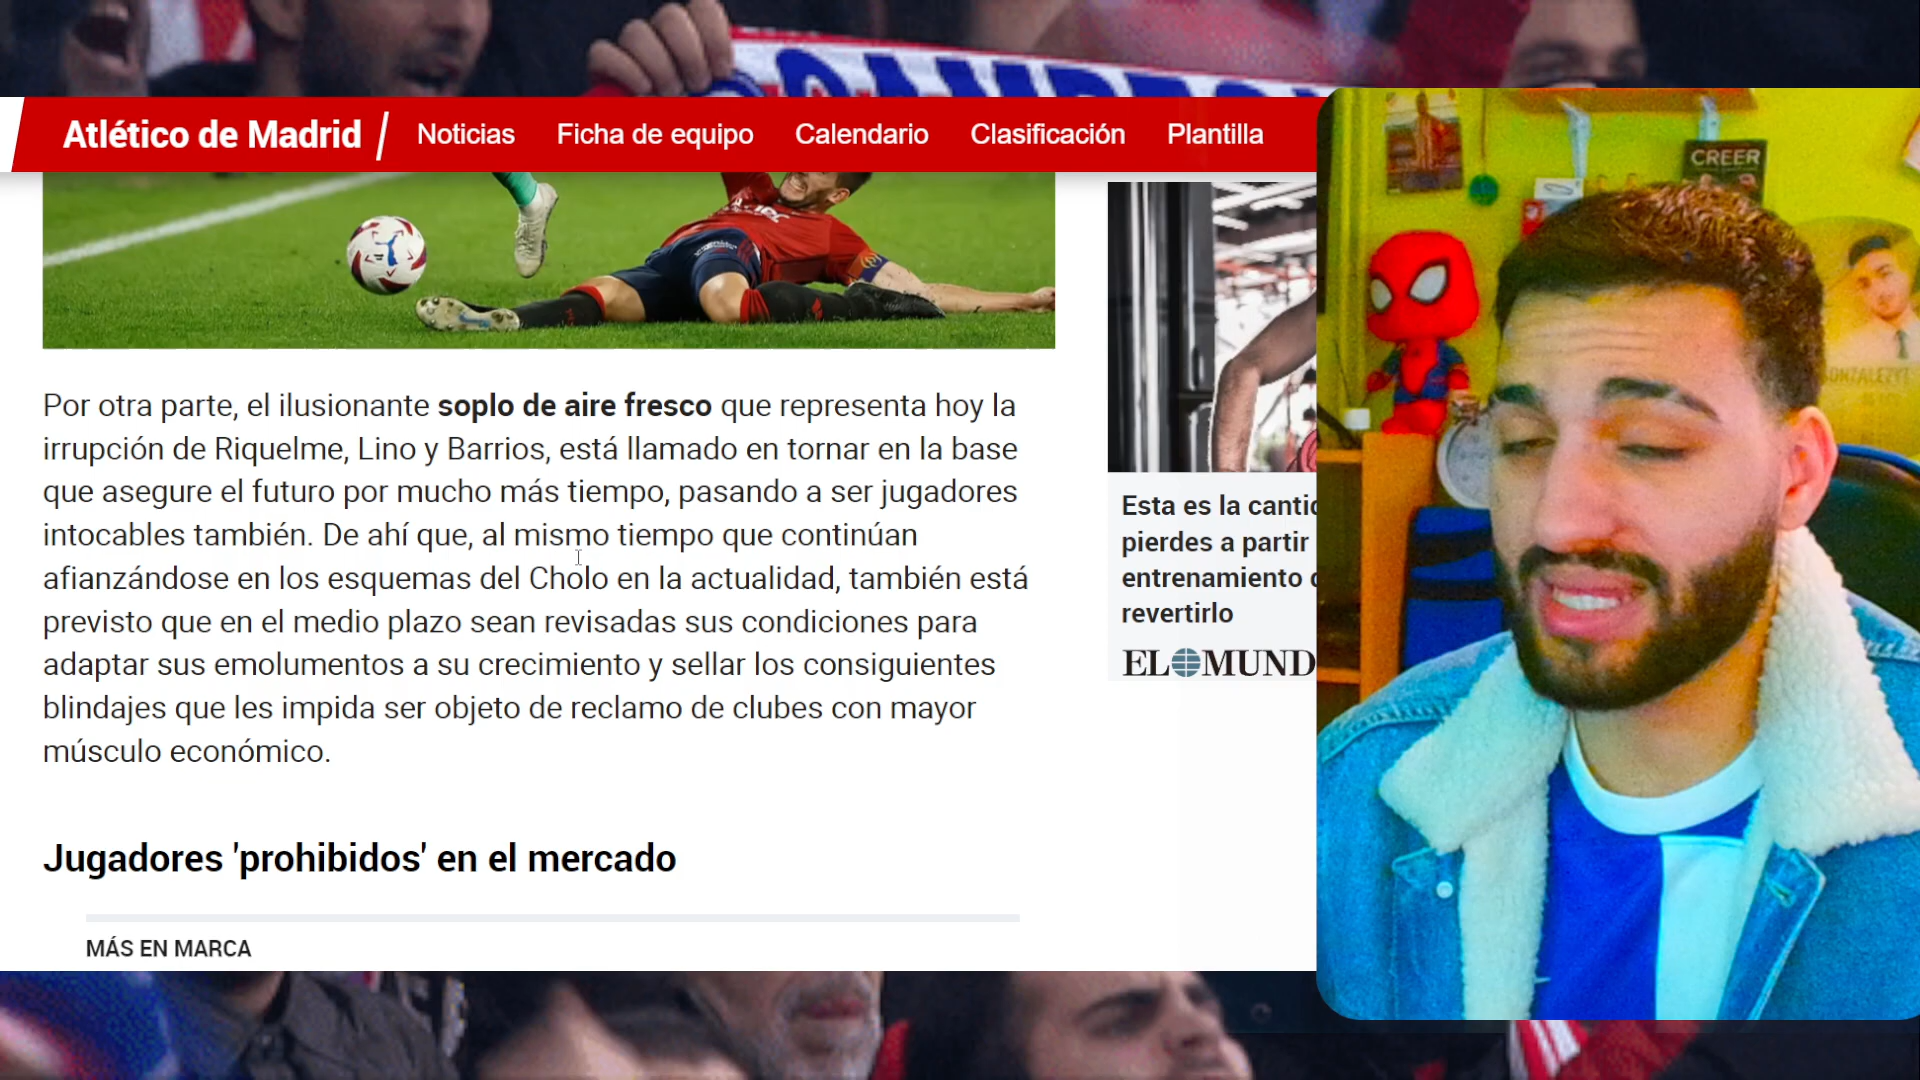 CAMPEO
Atlético de Madrid
Noticias
Ficha de equipo
Calendario
Clasificación
Plantilla
Por otra parte, el ilusionante soplo de aire fresco que representa hoy la
irrupción de Riquelme, Lino y Barrios, está llamado en tornar en la base
que asegure el futuro por mucho más tiempo, pasando a ser jugadores
intocables también. De ahí que, al mismo tiempo que continúan
afianzándose en los esquemas del Cholo en la actualidad, también está
previsto que en el medio plazo sean revisadas sus condiciones para
adaptar sus emolumentos a su crecimiento y sellar los consiguientes
blindajes que les impida ser objeto de reclamo de clubes con mayor
músculo económico.
Jugadores 'prohibidos' en el mercado
MÁS EN MARCA
Esta es la cantid
pierdes a partir
entrenamiento
revertirlo
EL MUND
CREER